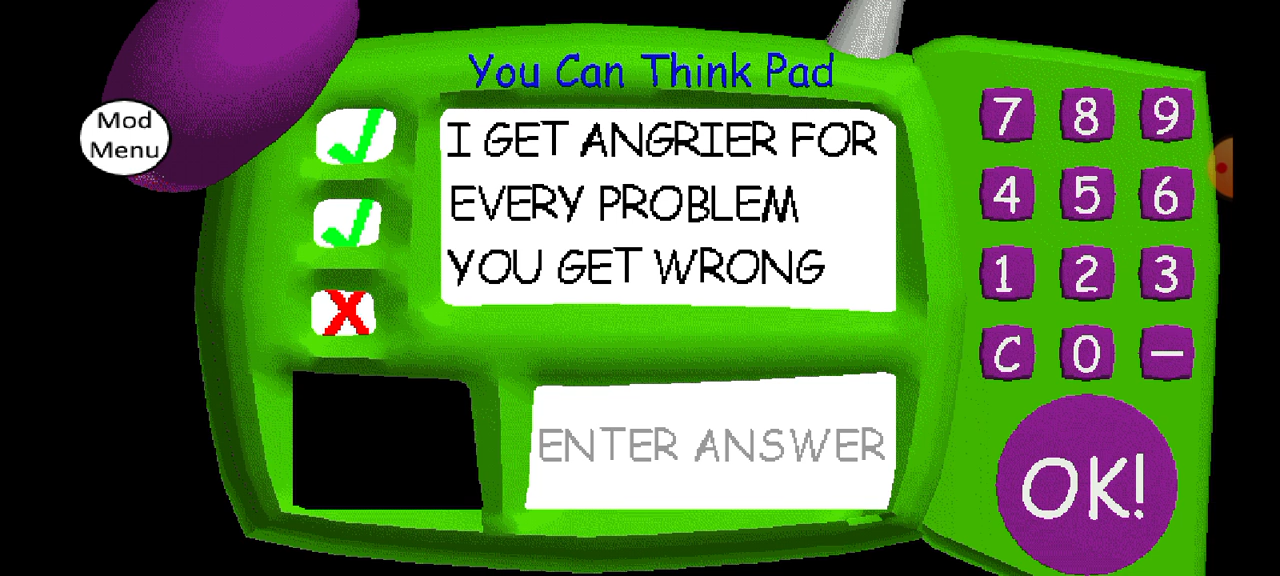 You Can Think Pad
Mod
Menu
I GET ANGRIER FOR
EVERY PROBLEM
YOU GET WRONG
ENTER ANSWER
7 8 9
4 5 6
1 2 3
C 0 −
OK!